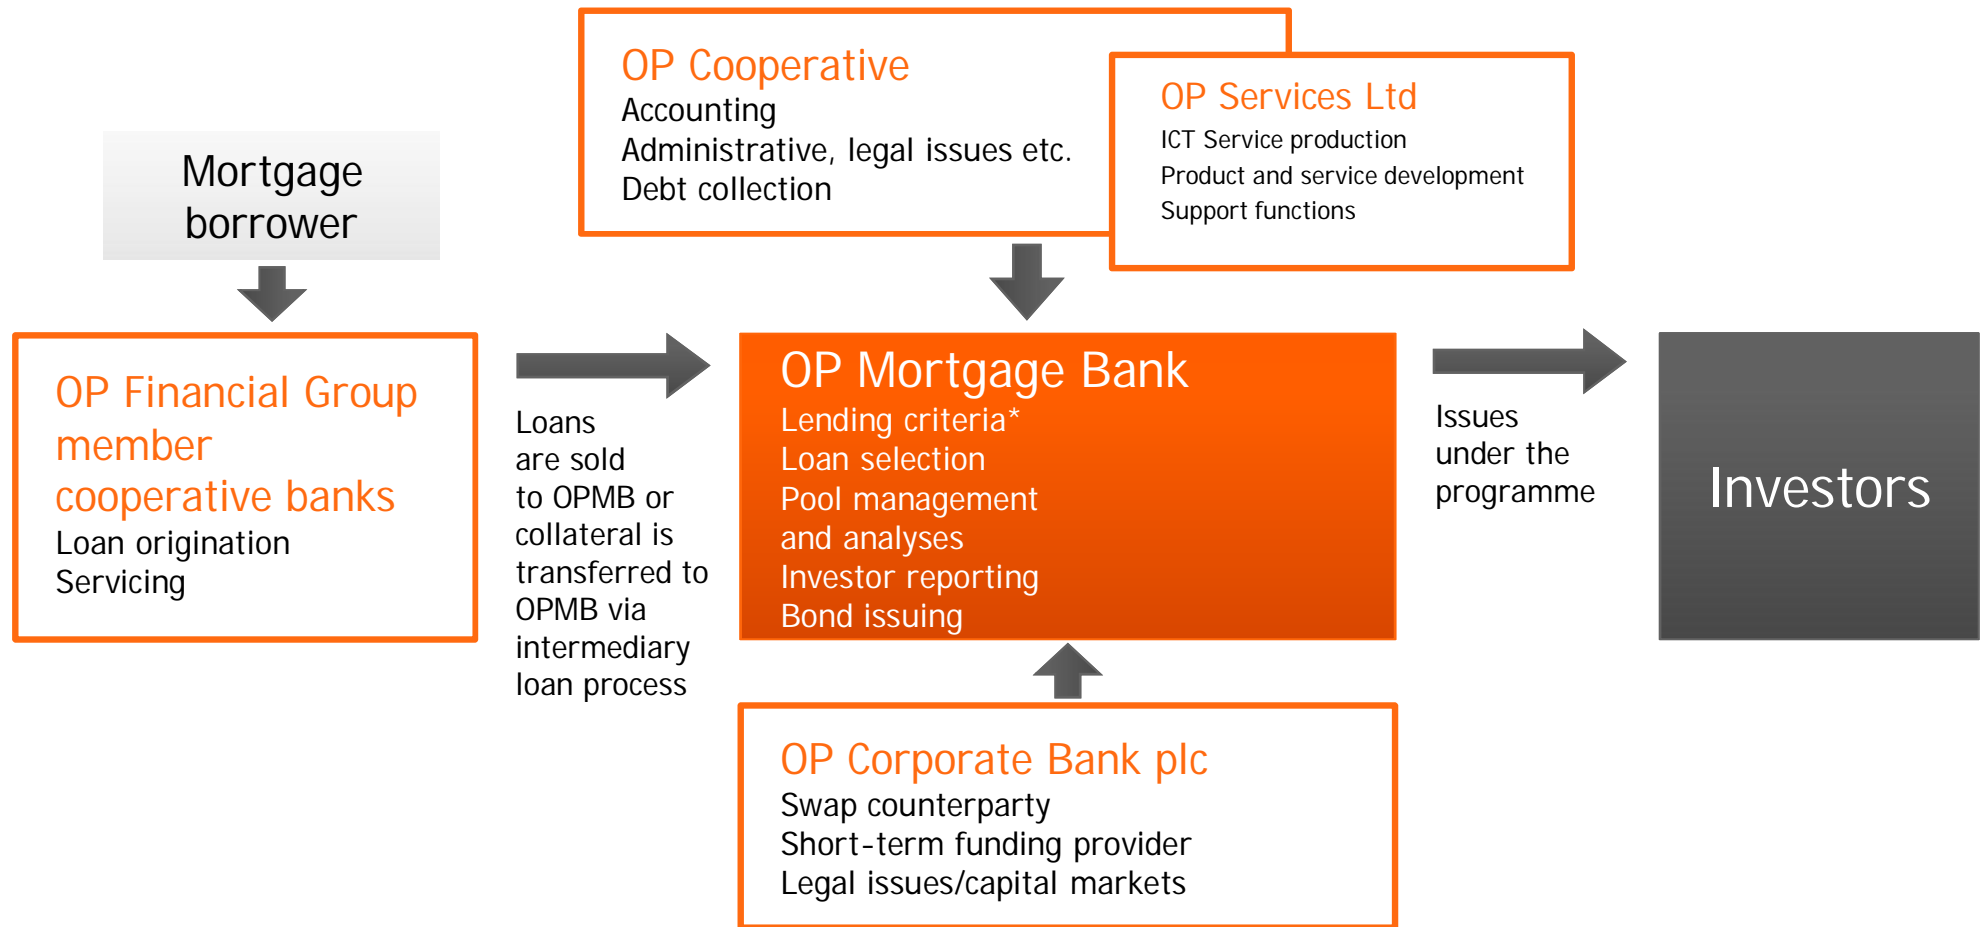 OP Cooperative
Accounting
Administrative, legal issues etc.
Debt collection
OP Services Ltd
ICT Service production
Product and service development
Support functions
Mortgage
borrower
OP Financial Group
member
cooperative banks
Loan origination
Servicing
Loans
are sold
to OPMB or
collateral is
transferred to
OPMB via
intermediary
loan process
OP Mortgage Bank
Lending criteria*
Loan selection
Pool management
and analyses
Investor reporting
Bond issuing
Issues
under the
programme
Investors
OP Corporate Bank plc
Swap counterparty
Short-term funding provider
Legal issues/capital markets